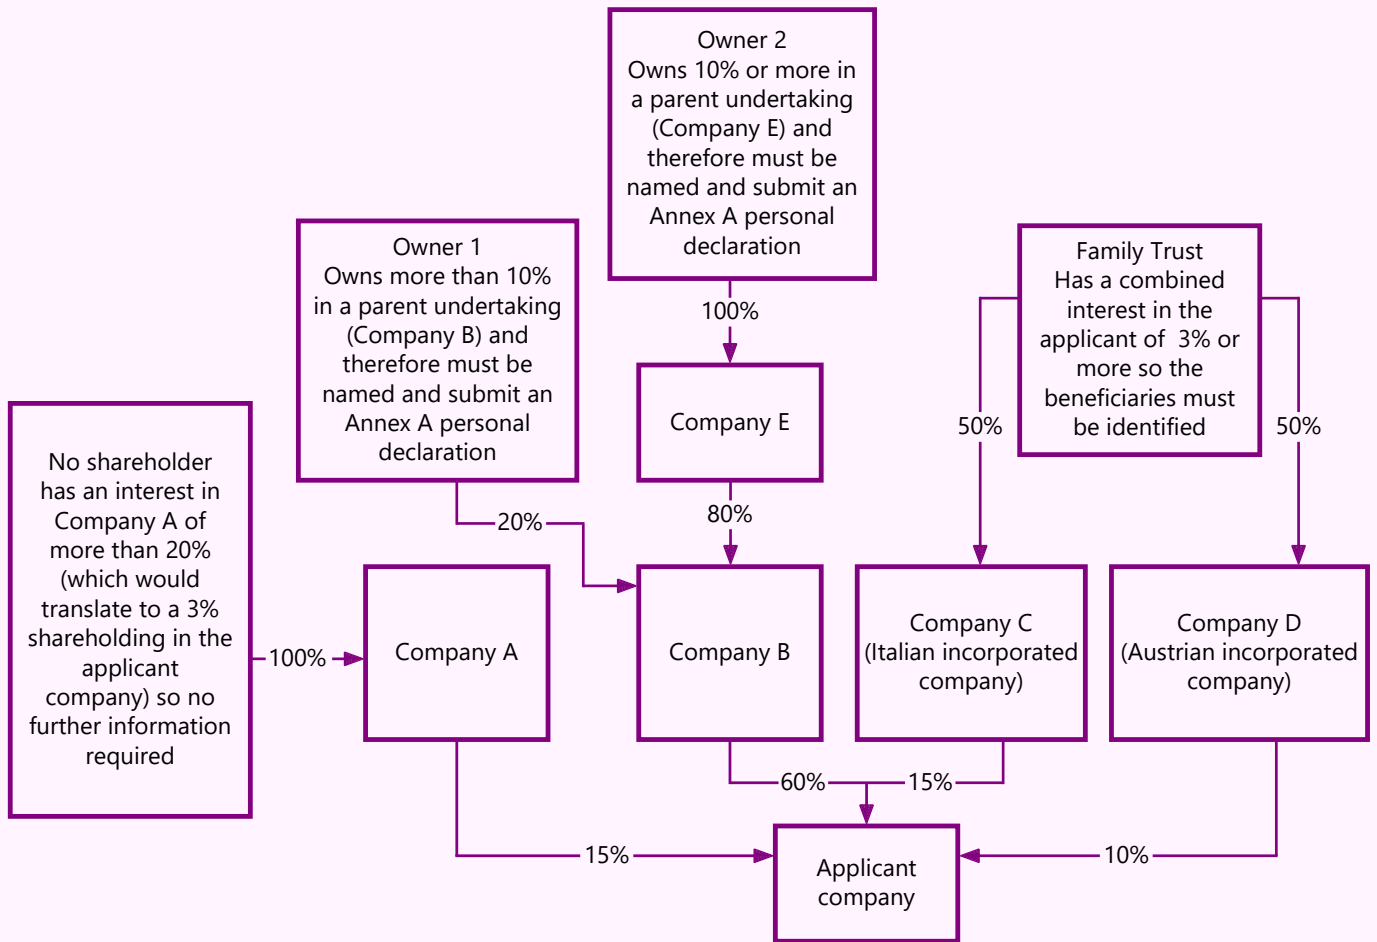 Owner 2
Owns 10% or more in
a parent undertaking
(Company E) and
therefore must be
named and submit an
Annex A personal
declaration
Owner 1
Owns more than 10%
in a parent undertaking
(Company B) and
therefore must be
named and submit an
Annex A personal
declaration
Family Trust
Has a combined
interest in the
applicant of 3% or
more so the
beneficiaries must
be identified
100%
Company E
50%
50%
No shareholder
has an interest in
Company A of
more than 20%
(which would
translate to a 3%
shareholding in the
applicant
company) so no
further information
required
20%
80%
100%
Company A
Company B
Company C
(Italian incorporated
company)
Company D
(Austrian incorporated
company)
60%
15%
15%
10%
Applicant
company